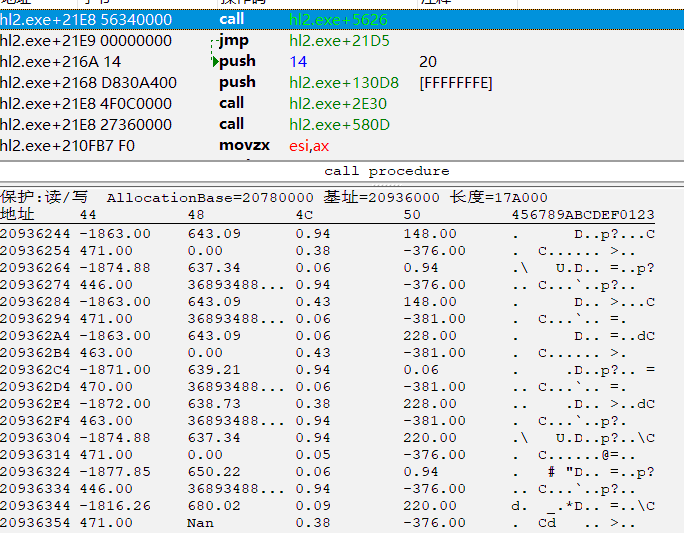 hl2.exe+21E8 56340000 call hl2.exe+5626
hl2.exe+21E9 00000000 jmp hl2.exe+21D5
hl2.exe+216A 14 push 14 20
hl2.exe+2168 D830A400 push hl2.exe+130D8 [FFFFFFFE]
hl2.exe+21E8 4F0C0000 call hl2.exe+2E30
hl2.exe+21E8 27360000 call hl2.exe+580D
hl2.exe+210FB7 F0 movzx esi,ax
call procedure
保护:读/写 AllocationBase=20780000 基址=20936000 长度=17A000
地址 44 48 4C 50 456789ABCDEF0123
20936244 -1863.00 643.09 0.94 148.00 . D..p?...C
20936254 471.00 0.00 0.38 -376.00 . C...... >..
20936264 -1874.88 637.34 0.06 0.94 .\ U.D.. =..p?
20936274 446.00 36893488... 0.94 -376.00 .. C...`..p?..
20936284 -1863.00 643.09 0.43 148.00 . D.. >...C
20936294 471.00 36893488... 0.06 -381.00 . C...`.. =.
209362A4 -1863.00 643.09 0.06 228.00 . D.. =..dC
209362B4 463.00 0.00 0.43 -381.00 . C...... >.
209362C4 -1871.00 639.21 0.94 0.06 . .D..p?.. =
209362D4 470.00 36893488... 0.06 -381.00 . C...`.. =.
209362E4 -1872.00 638.73 0.38 228.00 .. .D.. >..dC
209362F4 463.00 36893488... 0.94 -381.00 . C...`..p?.
20936304 -1874.88 637.34 0.94 220.00 .\ U.D..p?..\C
20936314 471.00 0.00 0.05 -376.00 . C......@=..
20936324 -1877.85 650.22 0.06 0.94 . # "D.. =..p?
20936334 446.00 36893488... 0.94 -376.00 .. C...`..p?..
20936344 -1816.26 680.02 0.09 220.00 d. _.*D.. =..\C
20936354 471.00 Nan 0.38 -376.00 . Cd .. >..